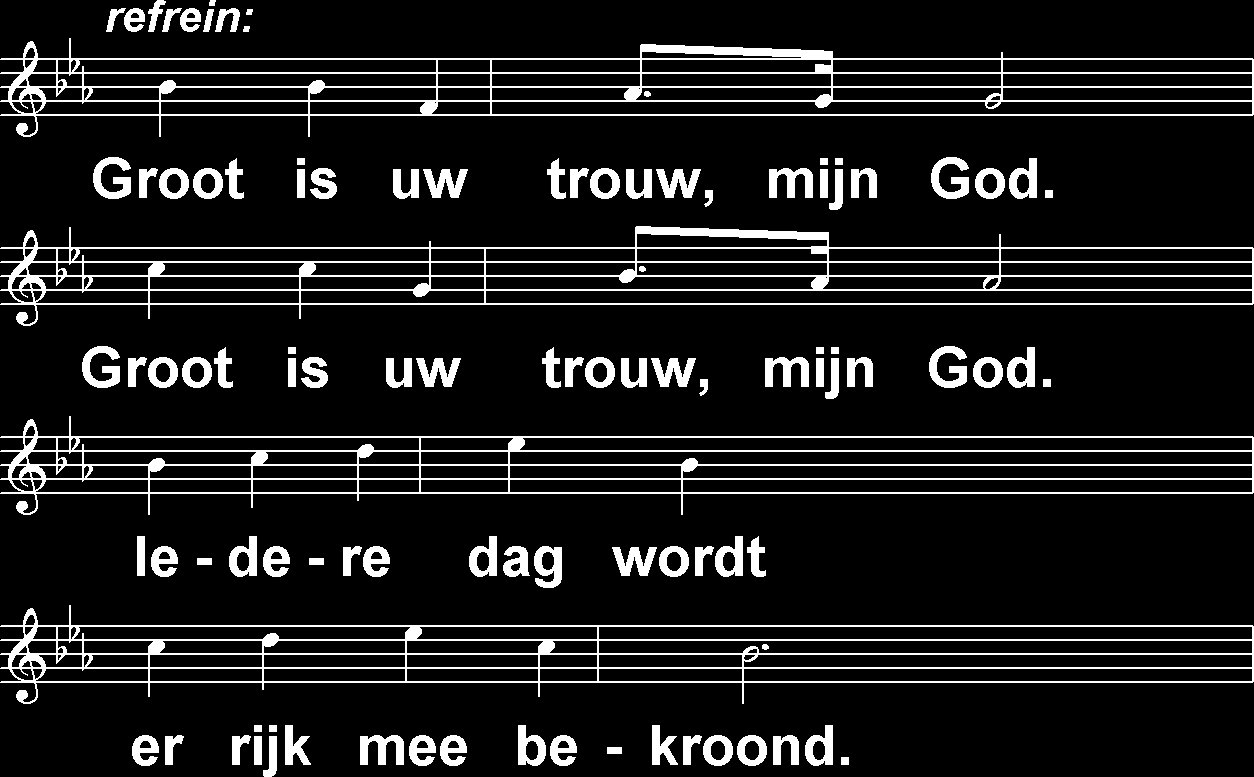 refrein:
Groot is uw trouw, mijn God.
Groot is uw trouw, mijn God.
Ie - de - re dag wordt
er rijk mee be - kroond.